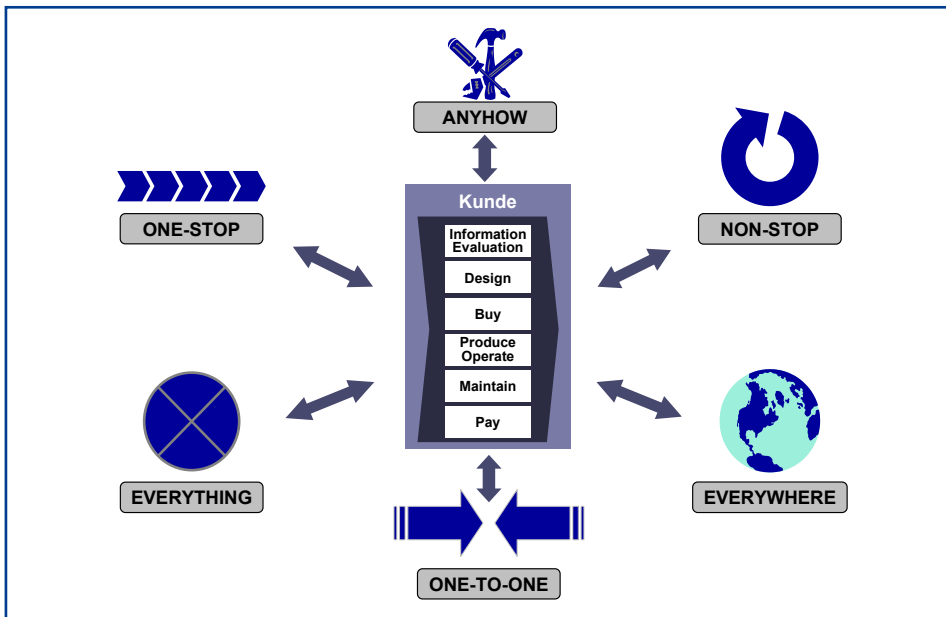 ANYHOW
ONE-STOP
NON-STOP
Kunde
Information
Evaluation
Design
Buy
Produce
Operate
Maintain
Pay
EVERYTHING
EVERYWHERE
ONE-TO-ONE